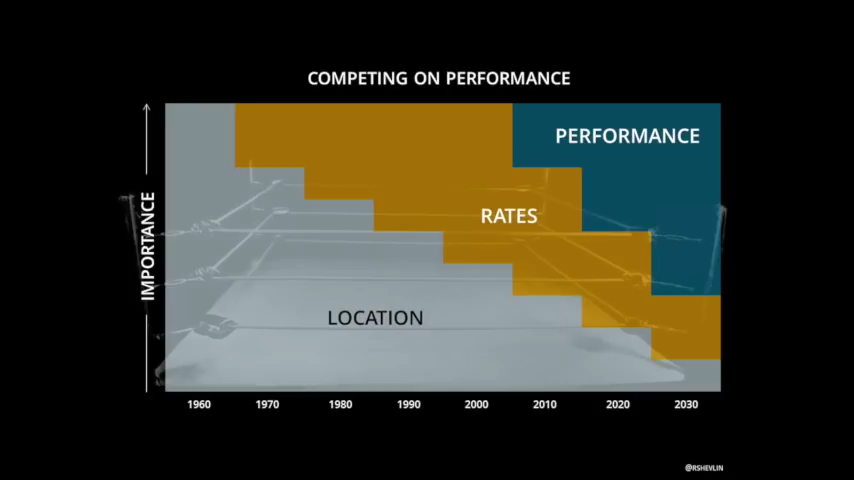 COMPETING ON PERFORMANCE
PERFORMANCE
RATES
LOCATION
IMPORTANCE
1960 1970 1980 1990 2000 2010 2020 2030
@RSHEVLIN